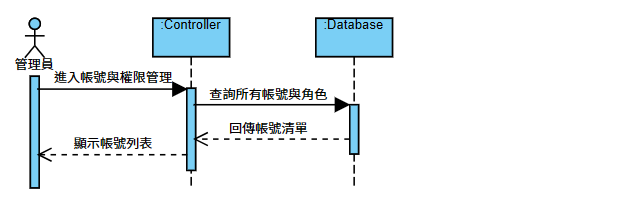 :Controller
:Database
管理員
進入帳號與權限管理
查詢所有帳號與角色
回傳帳號清單
顯示帳號列表